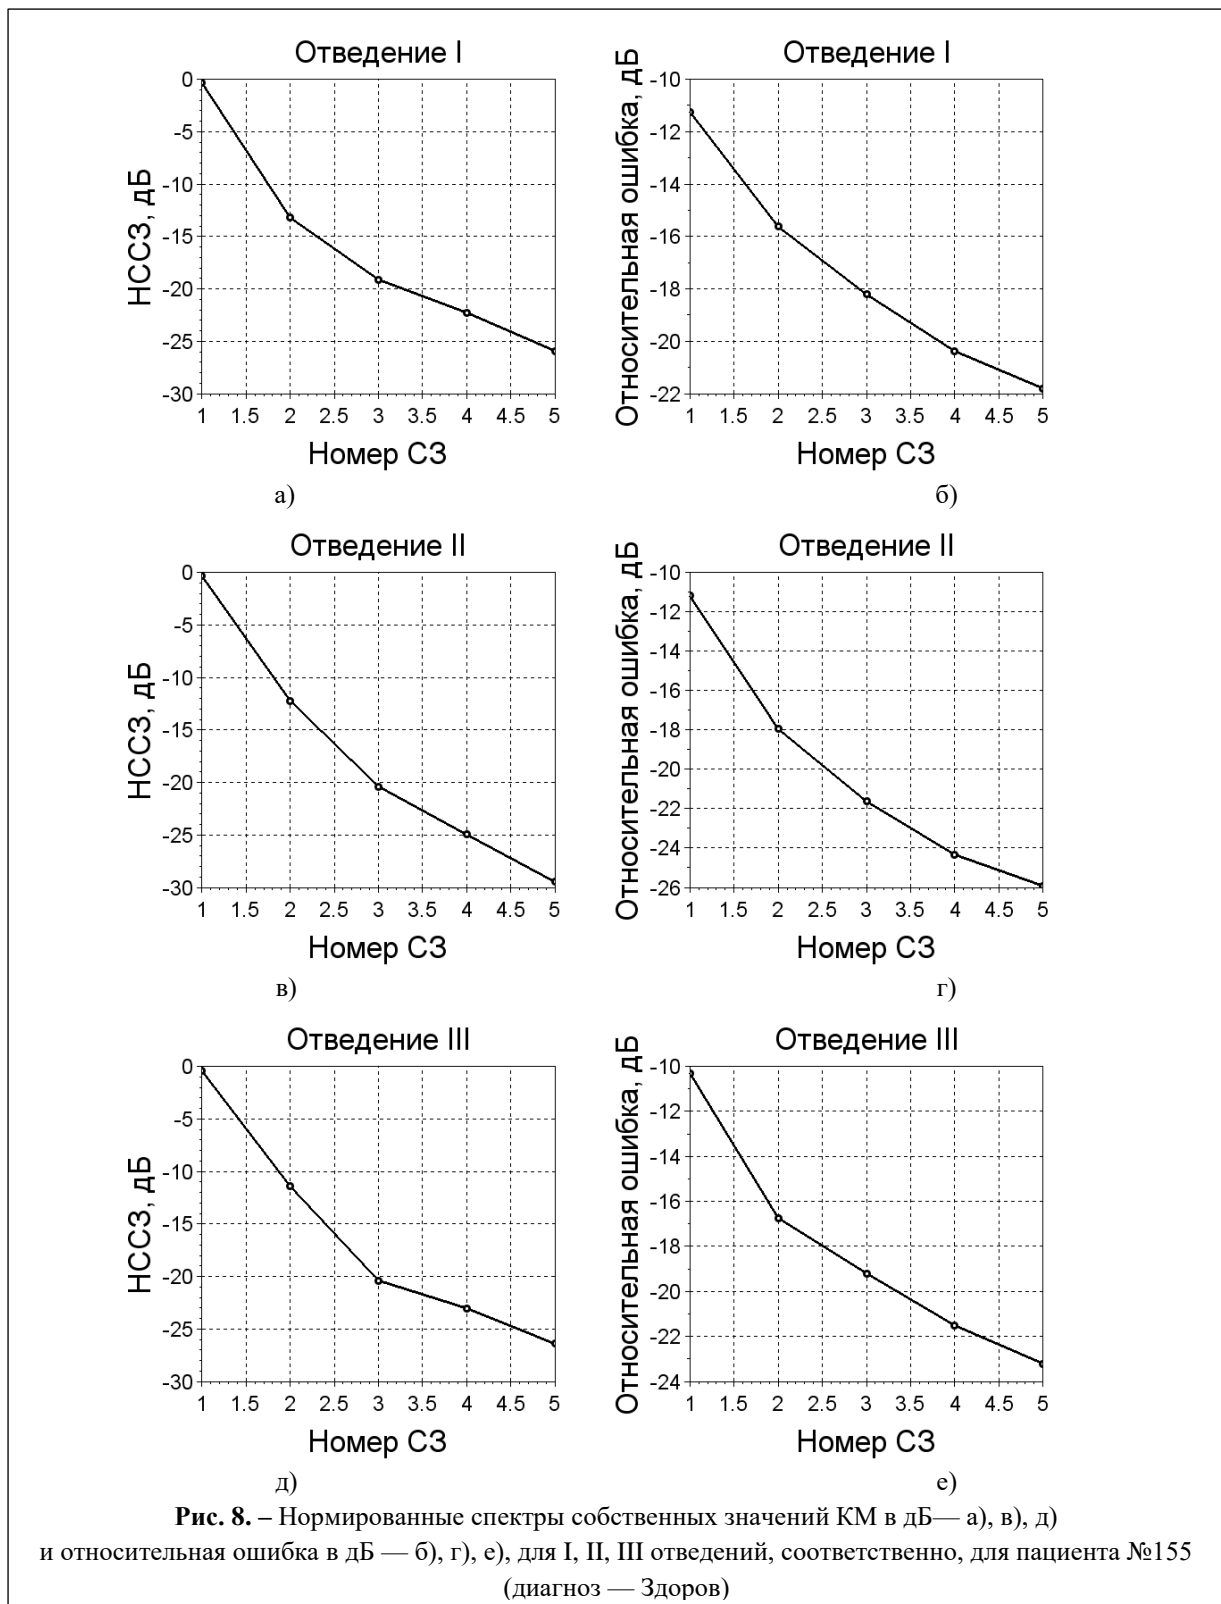 Отведение I
0
-5
-10
-15
-20
-25
-30
1 1.5 2 2.5 3 3.5 4 4.5 5
НССЗ, дБ
Номер СЗ
а)
Отведение I
-10
-12
-14
-16
-18
-20
-22
1 1.5 2 2.5 3 3.5 4 4.5 5
Относительная ошибка, дБ
Номер СЗ
б)
Отведение II
0
-5
-10
-15
-20
-25
-30
1 1.5 2 2.5 3 3.5 4 4.5 5
НССЗ, дБ
Номер СЗ
в)
Отведение II
-10
-12
-14
-16
-18
-20
-22
-24
-26
1 1.5 2 2.5 3 3.5 4 4.5 5
Относительная ошибка, дБ
Номер СЗ
г)
Отведение III
0
-5
-10
-15
-20
-25
-30
1 1.5 2 2.5 3 3.5 4 4.5 5
НССЗ, дБ
Номер СЗ
д)
Отведение III
-10
-12
-14
-16
-18
-20
-22
-24
1 1.5 2 2.5 3 3.5 4 4.5 5
Относительная ошибка, дБ
Номер СЗ
е)
Рис. 8. – Нормированные спектры собственных значений КМ в дБ— а), в), д)
и относительная ошибка в дБ — б), г), е), для I, II, III отведений, соответственно, для пациента №155
(диагноз — Здоров)